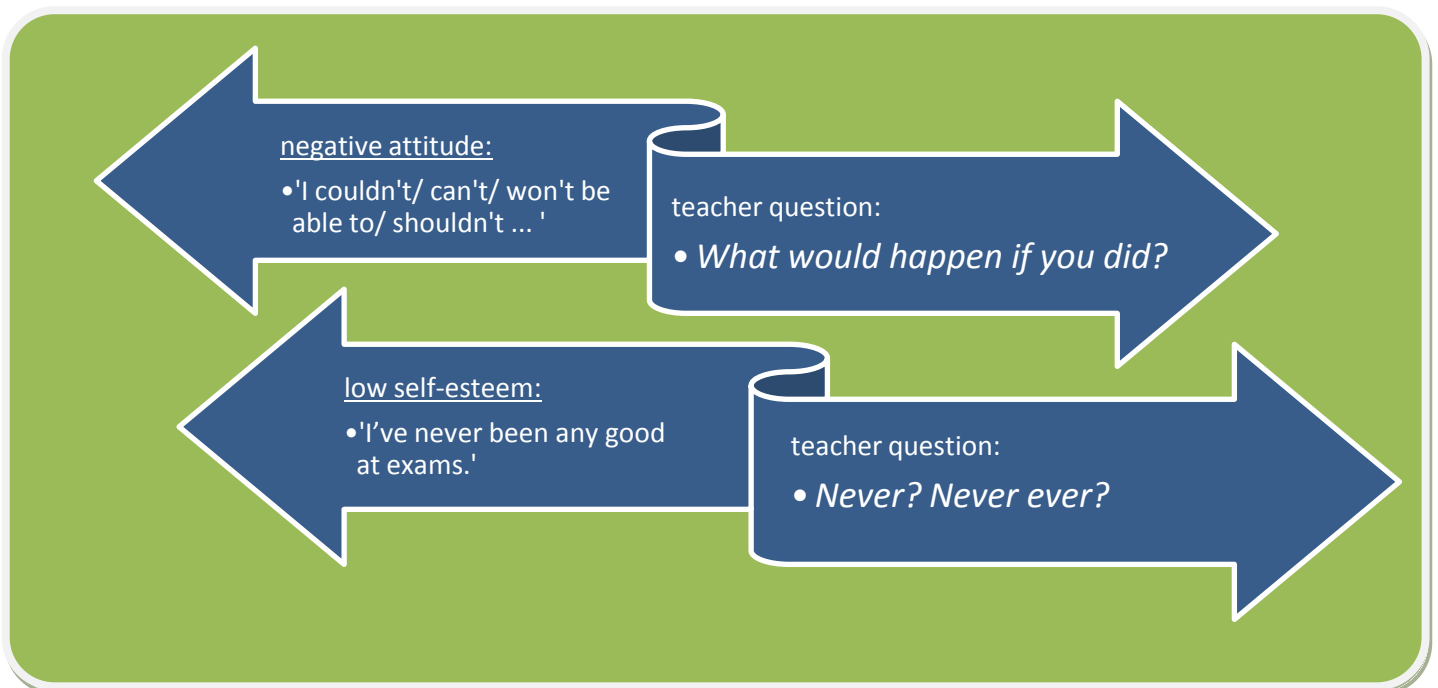 negative attitude:
•'I couldn't/ can't/ won't be
able to/ shouldn't ... '
teacher question:
• What would happen if you did?
low self-esteem:
•'I’ve never been any good
at exams.'
teacher question:
• Never? Never ever?